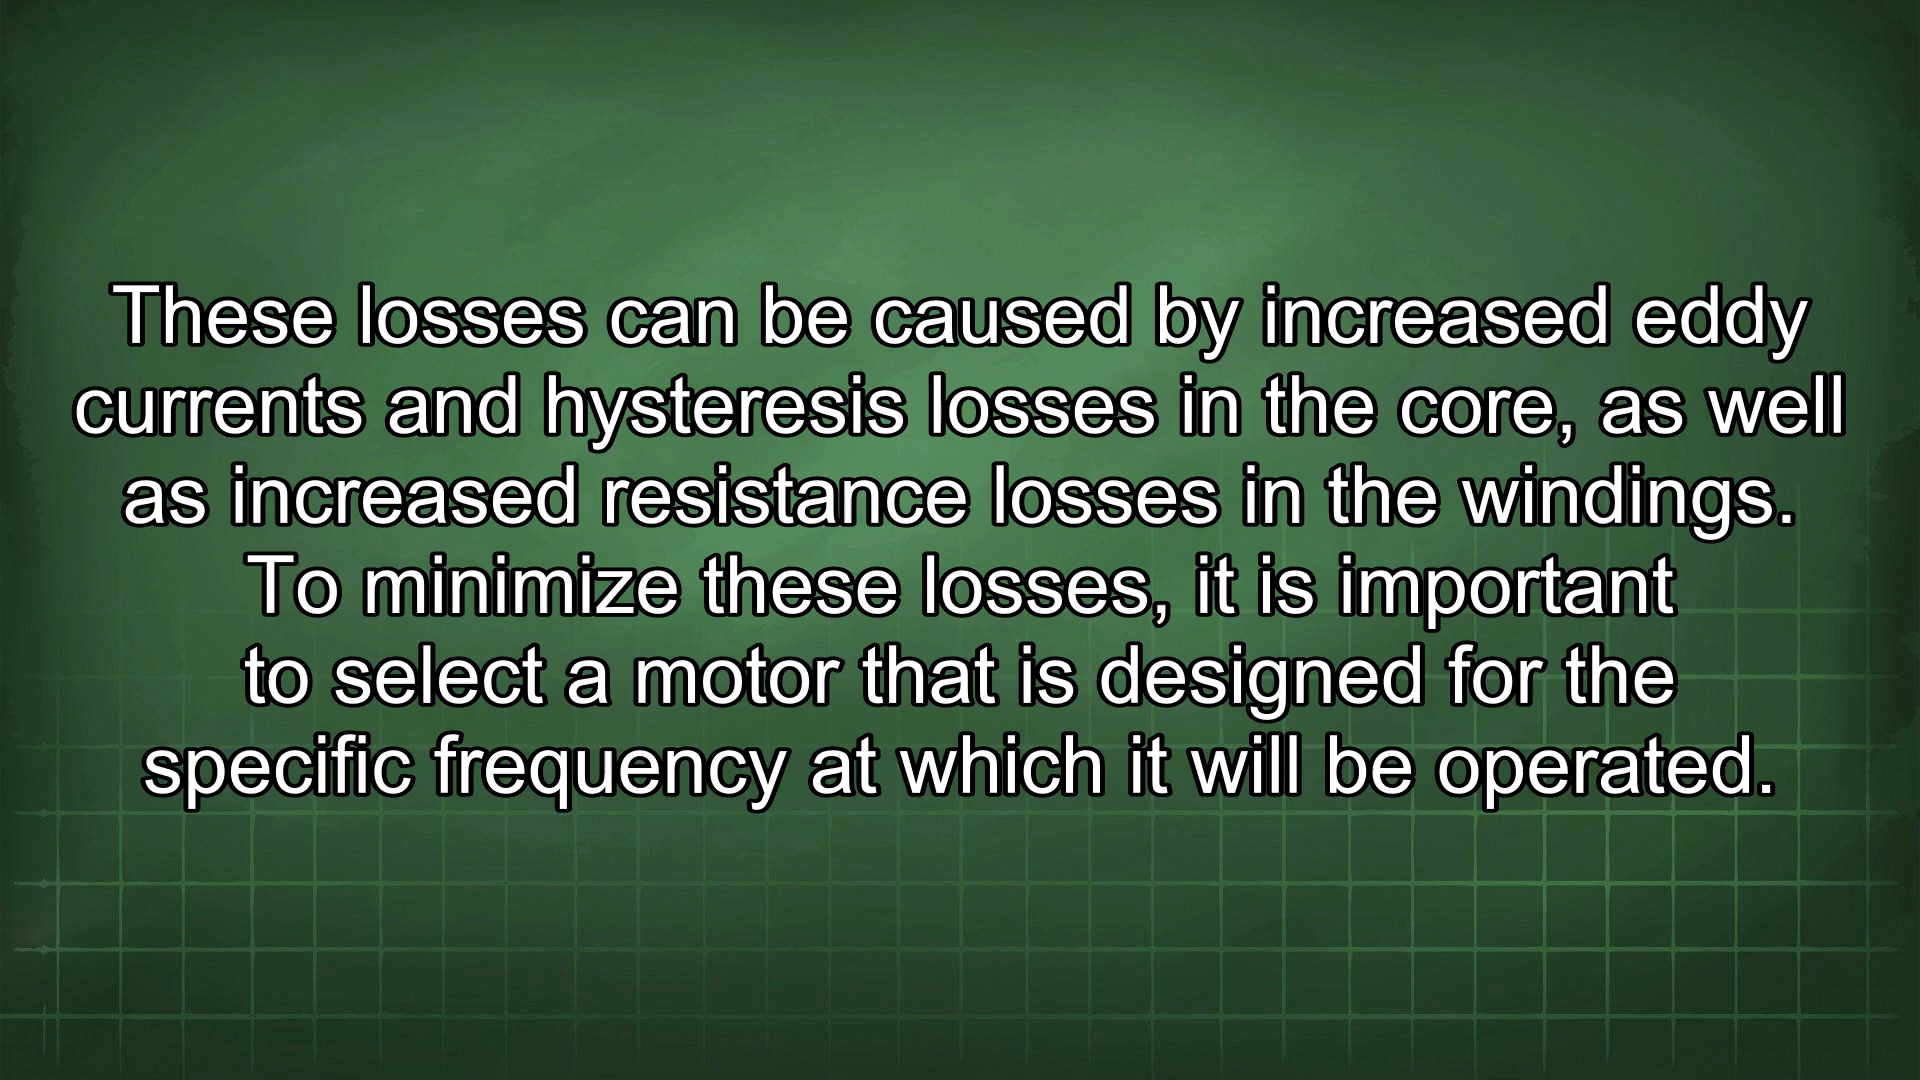 These losses can be caused by increased eddy
currents and hysteresis losses in the core, as well
as increased resistance losses in the windings.
To minimize these losses, it is important
to select a motor that is designed for the
specific frequency at which it will be operated.